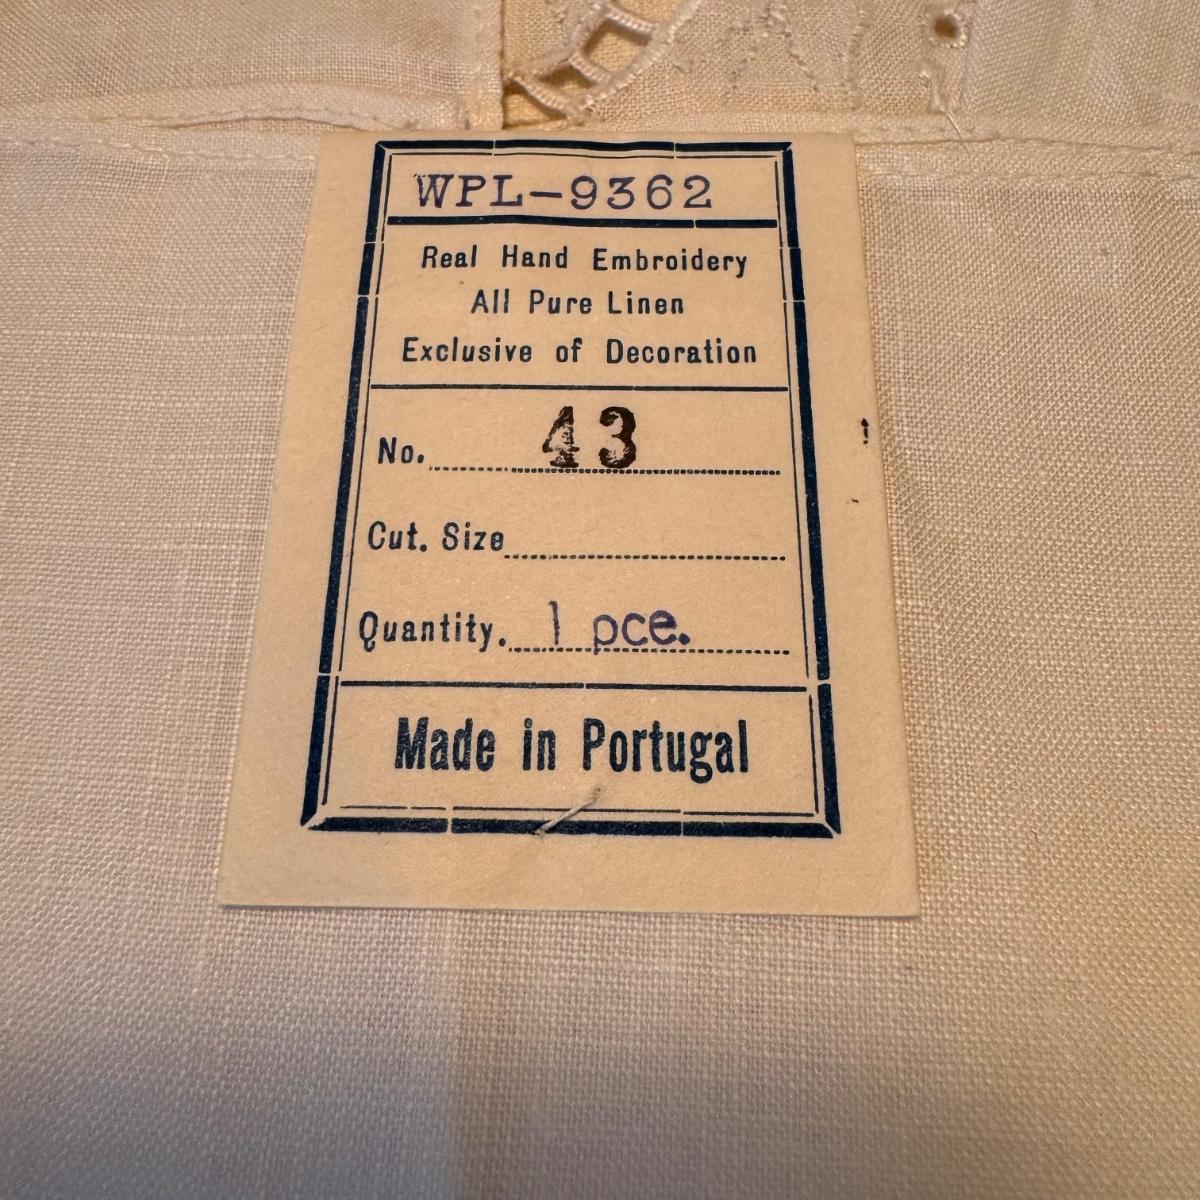 WPL-9362
Real Hand Embroidery
All Pure Linen
Exclusive of Decoration
No. 43
Cut. Size
Quantity. 1 pce.
Made in Portugal